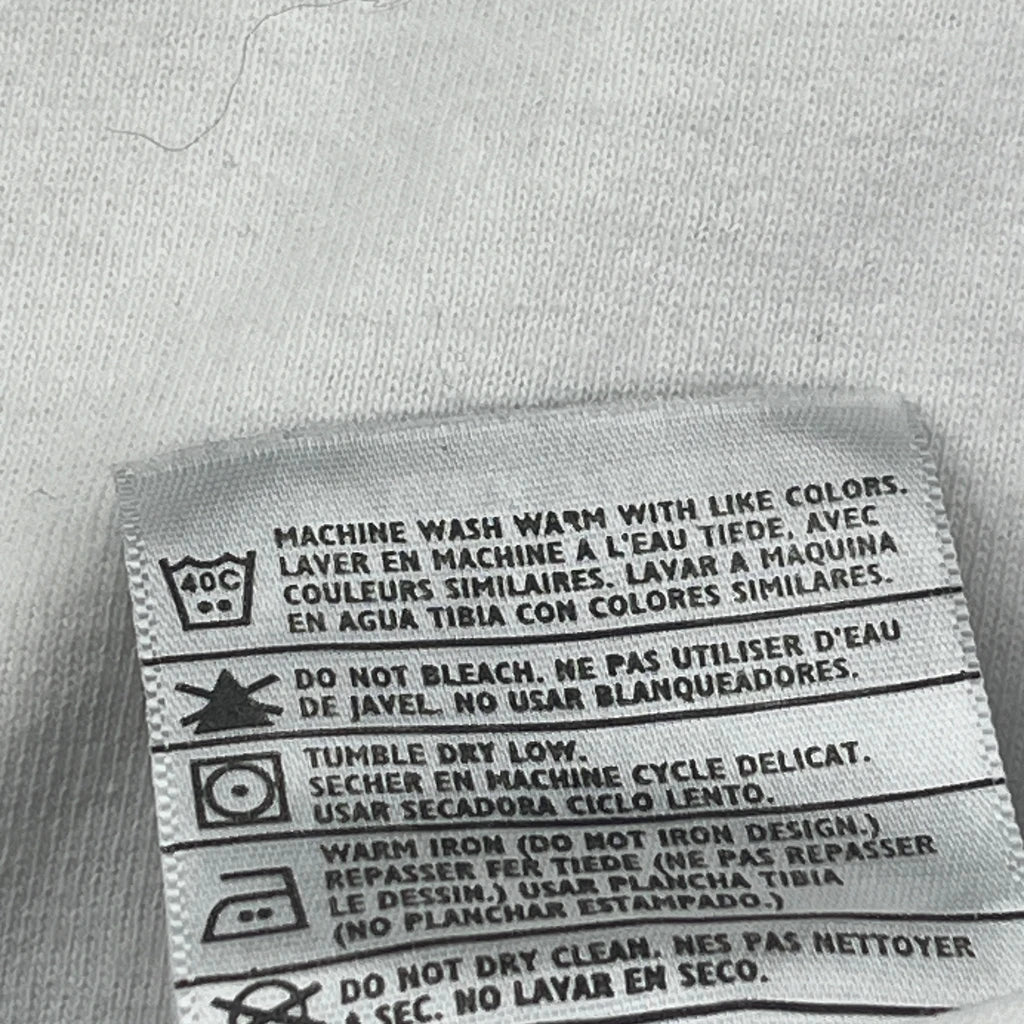 MACHINE WASH WARM WITH LIKE COLORS.
LAVER EN MACHINE À L'EAU TIEDE, AVEC
COULEURS SIMILAIRES. LAVAR A MAQUINA
EN AGUA TIBIA CON COLORES SIMILARES.
40C
DO NOT BLEACH. NE PAS UTILISER D'EAU
DE JAVEL. NO USAR BLANQUEADORES.
TUMBLE DRY LOW.
SECHER EN MACHINE CYCLE DELICAT.
USAR SECADORA CICLO LENTO.
WARM IRON (DO NOT IRON DESIGN.)
REPASSER FER TIEDE (NE PAS REPASSER
LE DESSIN.) USAR PLANCHA TIBIA
(NO PLANCHAR ESTAMPADO.)
DO NOT DRY CLEAN. NES PAS NETTOYER
A SEC. NO LAVAR EN SECO.